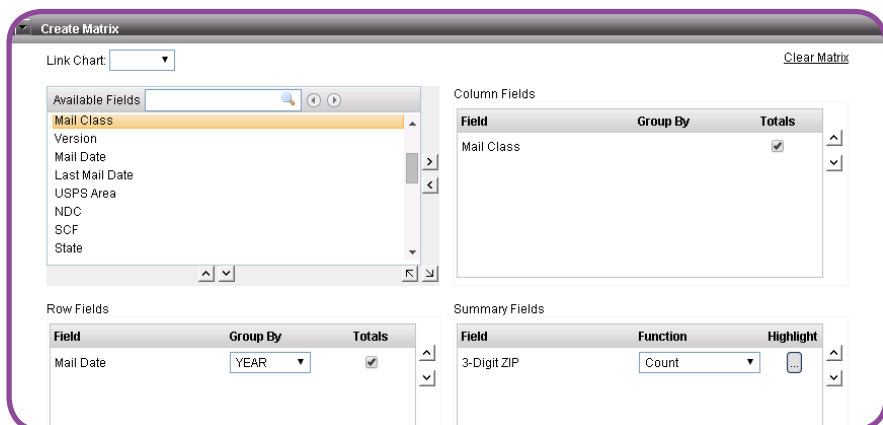 Create Matrix
Link Chart:
Clear Matrix
Available Fields
Mail Class
Version
Mail Date
Last Mail Date
USPS Area
NDC
SCF
State
Column Fields
Field Group By Totals
Mail Class
Row Fields
Field Group By Totals
Mail Date YEAR
Summary Fields
Field Function Highlight
3-Digit ZIP Count ...